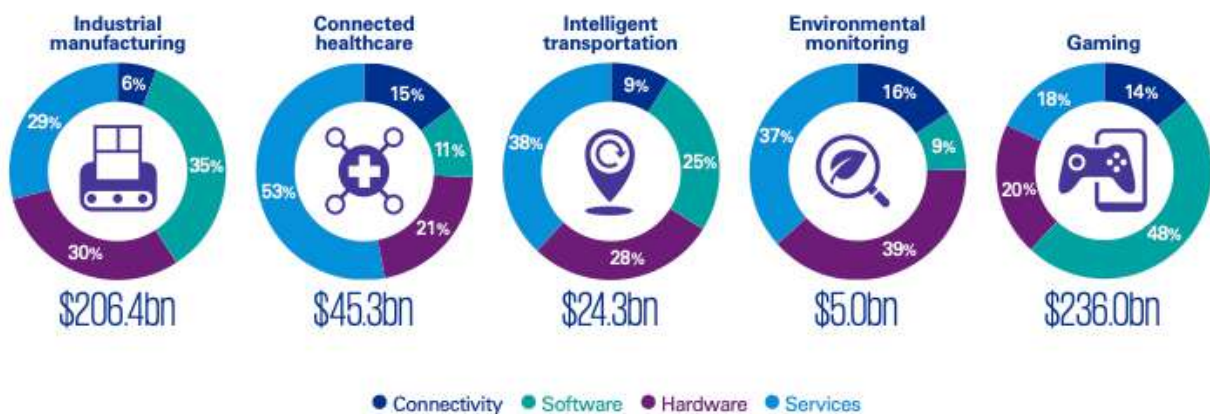 Industrial
manufacturing
6%
35%
30%
29%
$206.4bn
Connected
healthcare
15%
11%
21%
53%
$45.3bn
Intelligent
transportation
9%
25%
28%
38%
$24.3bn
Environmental
monitoring
16%
9%
39%
37%
$5.0bn
Gaming
14%
48%
20%
18%
$236.0bn
Connectivity
Software
Hardware
Services